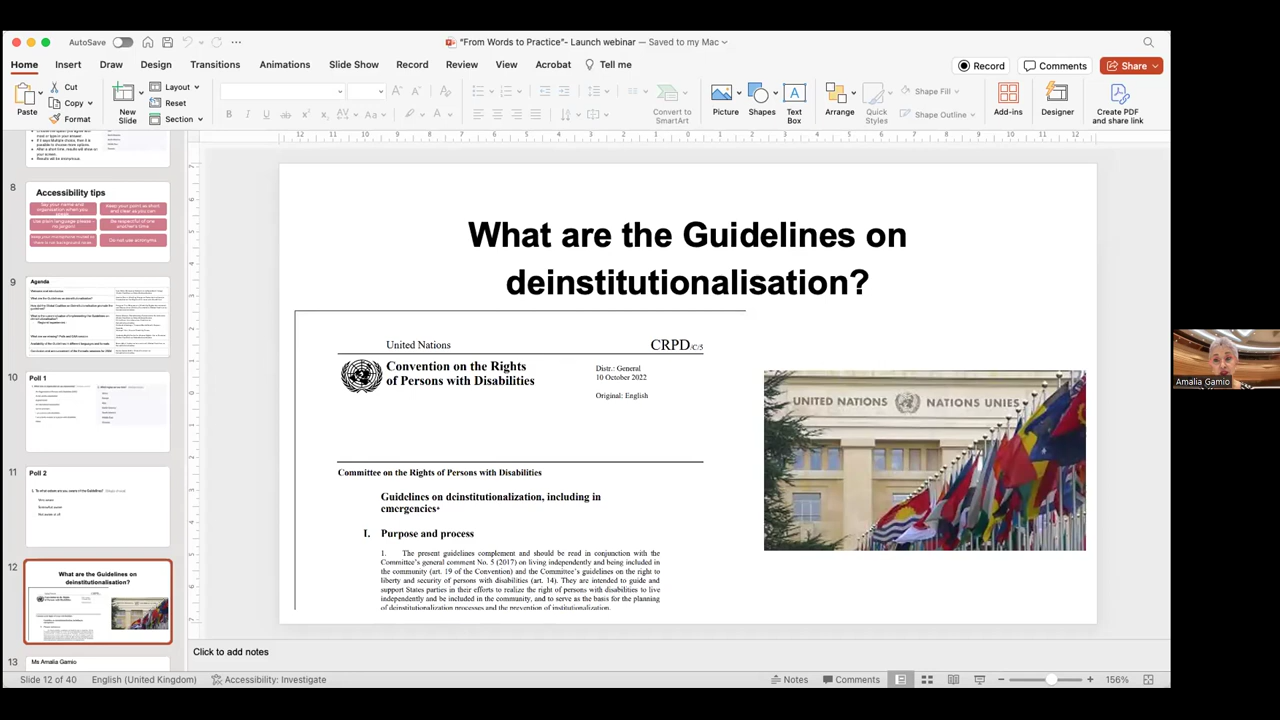 AutoSave
"From Words to Practice"- Launch webinar — Saved to my Mac
Home Insert Draw Design Transitions Animations Slide Show Record Review View Acrobat Tell me
Record Comments Share
Paste
Cut
Copy
Format
New Slide
Layout
Reset
Section
Convert to SmartArt
Picture
Shapes
Text Box
Arrange
Quick Styles
Shape Fill
Shape Outline
Add-ins
Designer
Create PDF and share link
8
Accessibility tips
Do not use acronyms
9
Agenda
10
Poll 1
11
Poll 2
12
What are the Guidelines on
deinstitutionalisation?
13
Ms Amalia Gamio
What are the Guidelines on
deinstitutionalisation?
United Nations
CRPD/C/5
Convention on the Rights
of Persons with Disabilities
Distr.: General
10 October 2022
Original: English
Committee on the Rights of Persons with Disabilities
Guidelines on deinstitutionalization, including in
emergencies*
I. Purpose and process
1. The present guidelines complement and should be read in conjunction with the
Committee's general comment No. 5 (2017) on living independently and being included in
the community (art. 19 of the Convention) and the Committee's guidelines on the right to
liberty and security of persons with disabilities (art. 14). They are intended to guide and
support States parties in their efforts to realize the right of persons with disabilities to live
independently and be included in the community, and to serve as the basis for the planning
of deinstitutionalization processes and the prevention of institutionalization.
UNITED NATIONS NATIONS UNIES
Amalia Gamio
Click to add notes
Slide 12 of 40
English (United Kingdom)
Accessibility: Investigate
Notes
Comments
156%